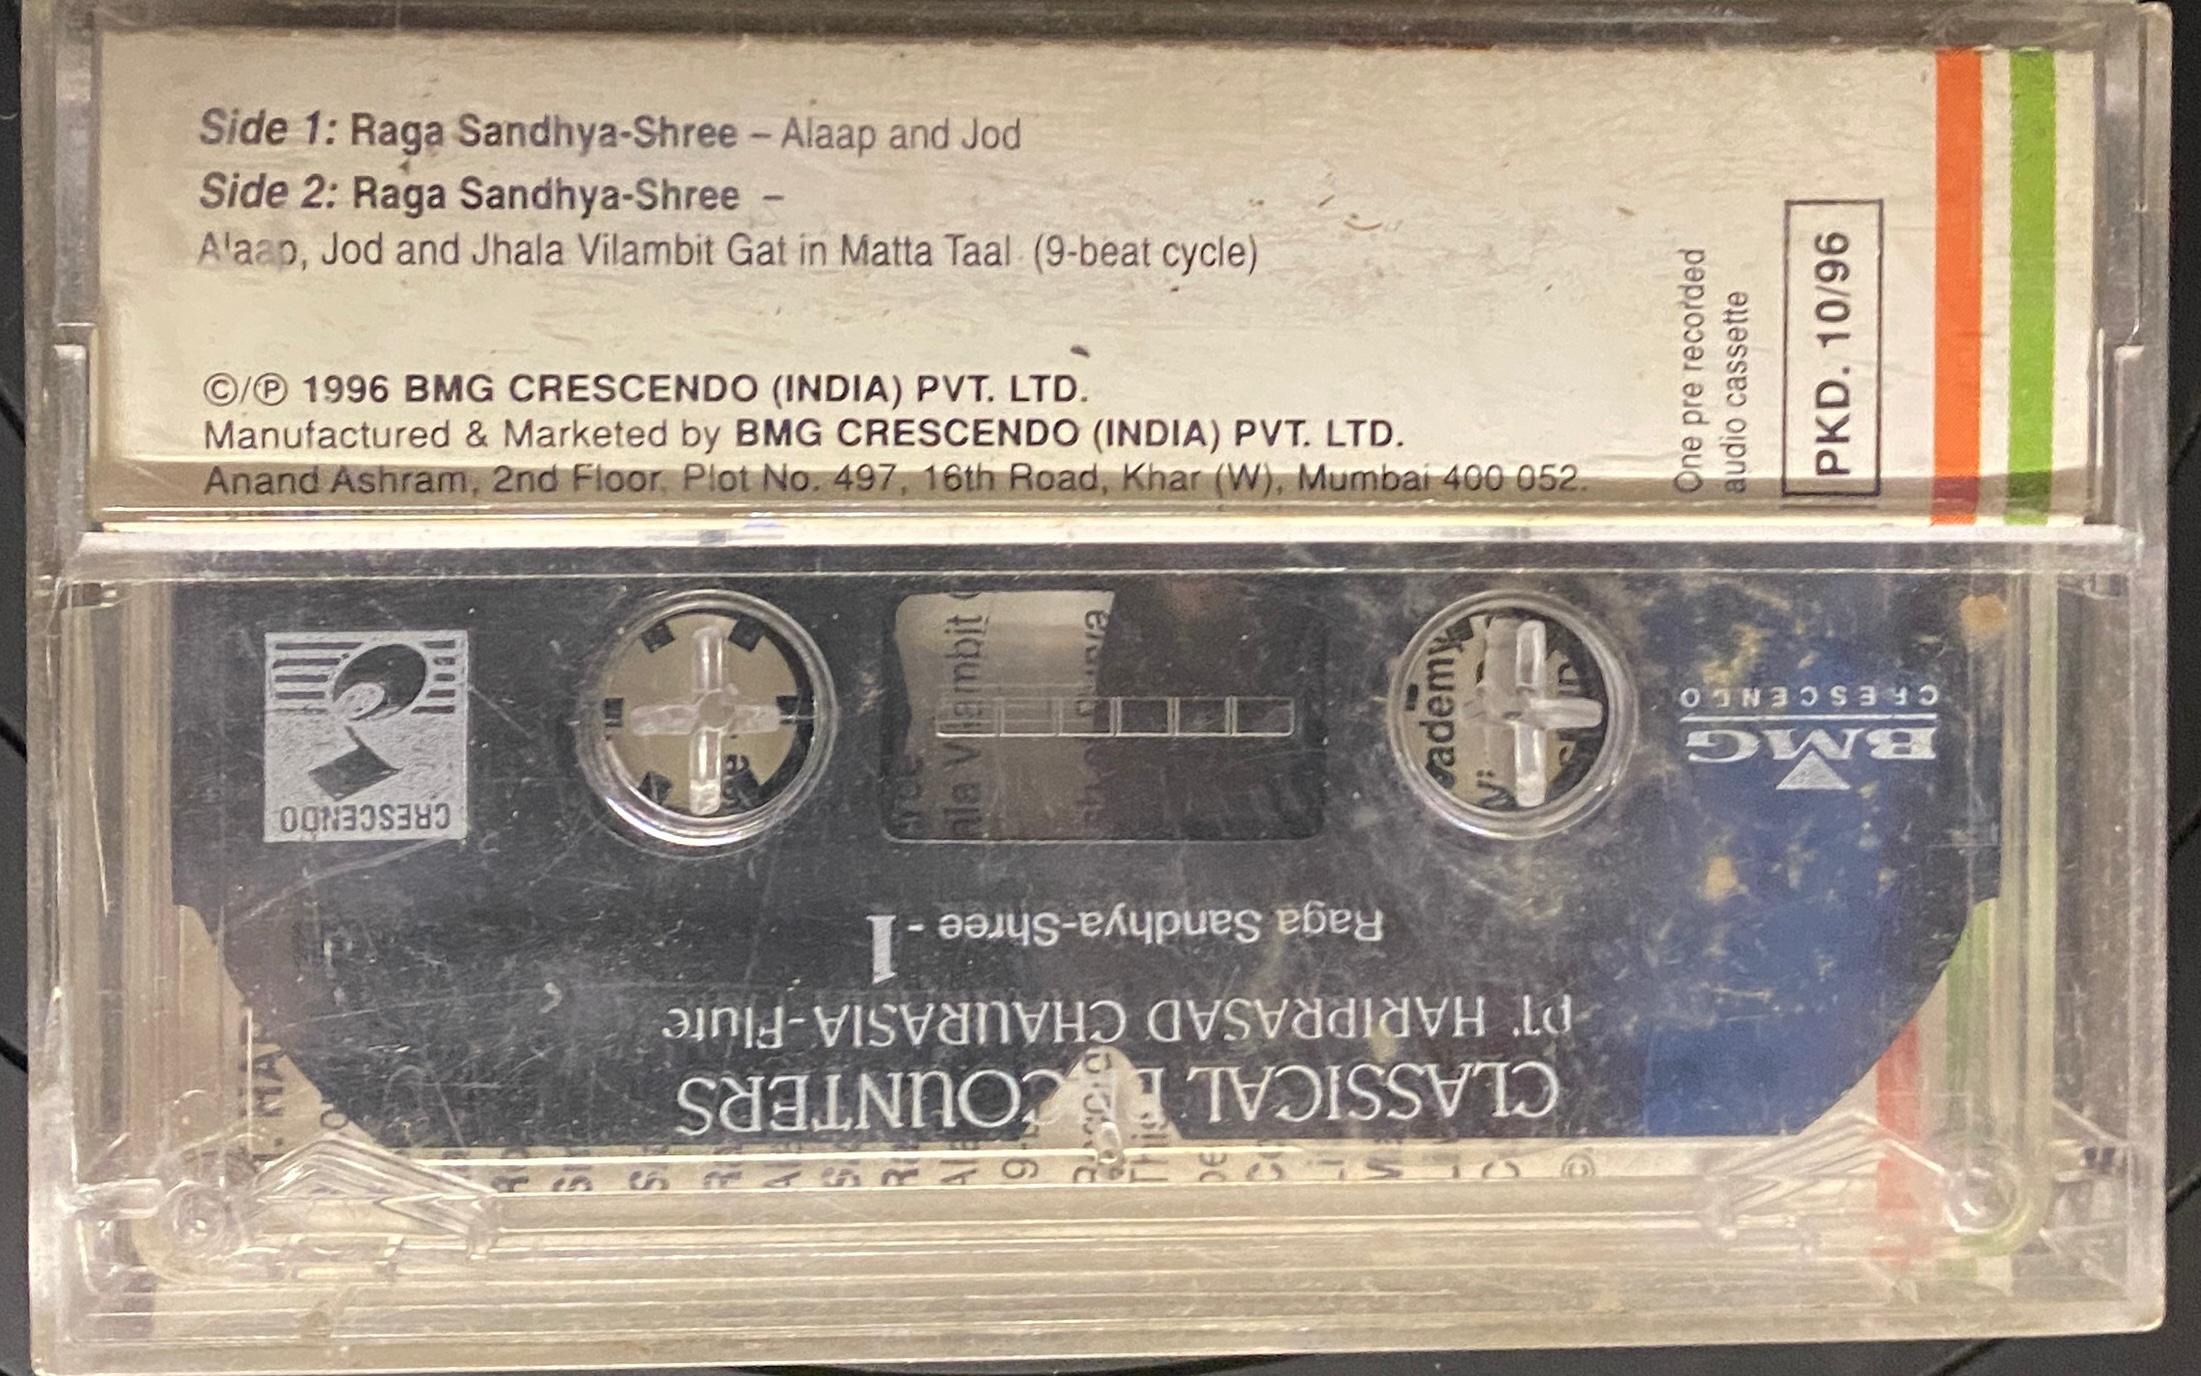 Side 1: Raga Sandhya-Shree – Alaap and Jod
Side 2: Raga Sandhya-Shree –
Alaap, Jod and Jhala Vilambit Gat in Matta Taal (9-beat cycle)
©/℗ 1996 BMG CRESCENDO (INDIA) PVT. LTD.
Manufactured & Marketed by BMG CRESCENDO (INDIA) PVT. LTD.
Anand Ashram, 2nd Floor, Plot No. 497, 16th Road, Khar (W), Mumbai 400 052.
One pre recorded
audio cassette
PKD. 10/96
CLASSICAL ENCOUNTERS
PT. HARIPRASAD CHAURASIA-Flute
Raga Sandhya-Shree - 1
BMG
CRESCENDO
CRESCENDO
Vilambit